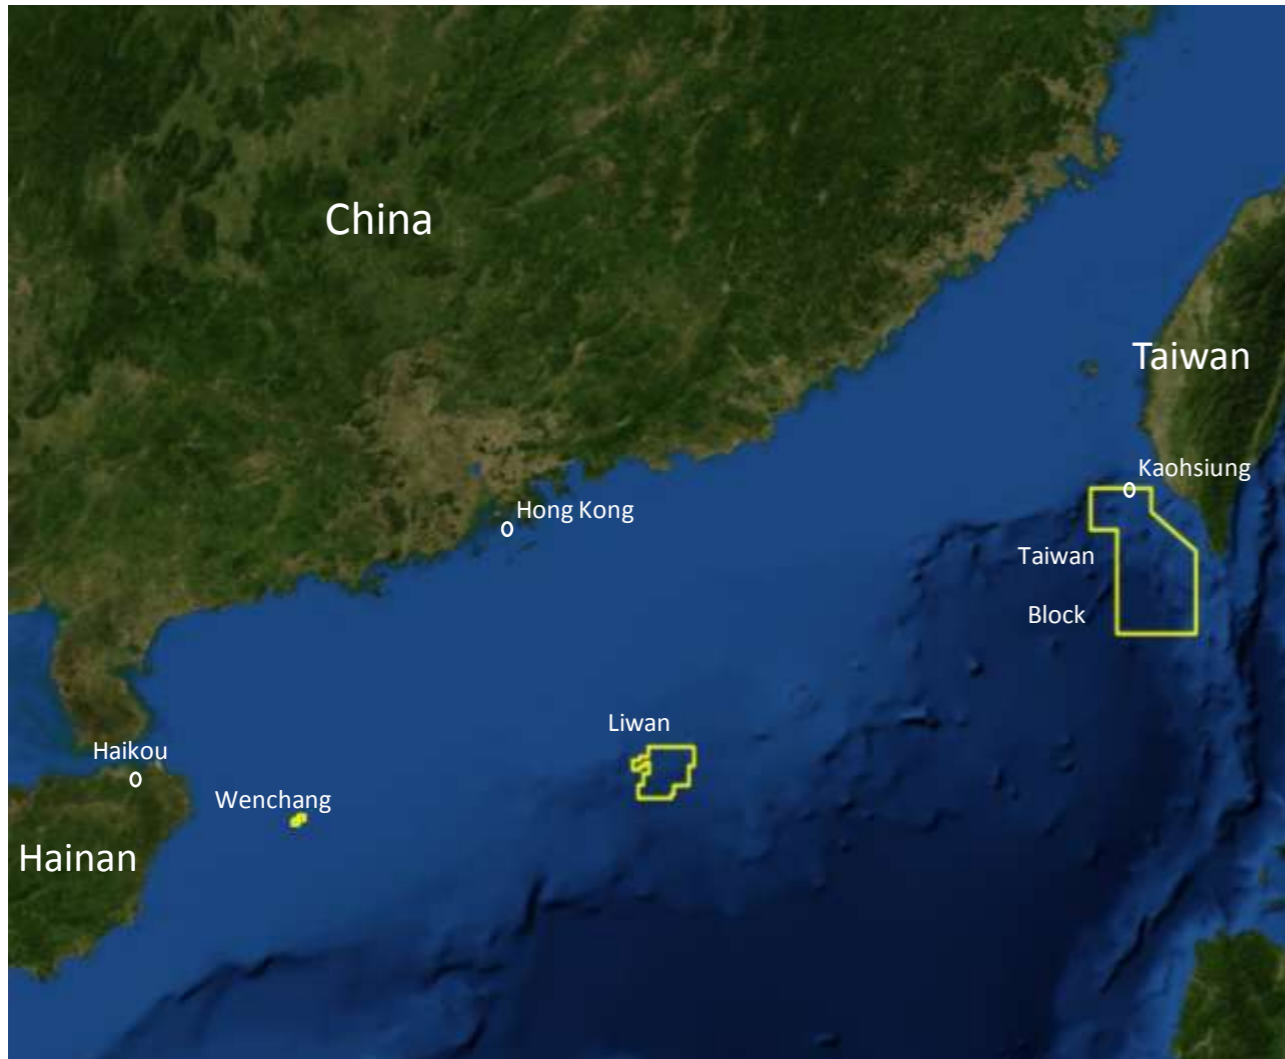 China
Taiwan
Kaohsiung
Hong Kong
Taiwan
Block
Liwan
Haikou
Wenchang
Hainan